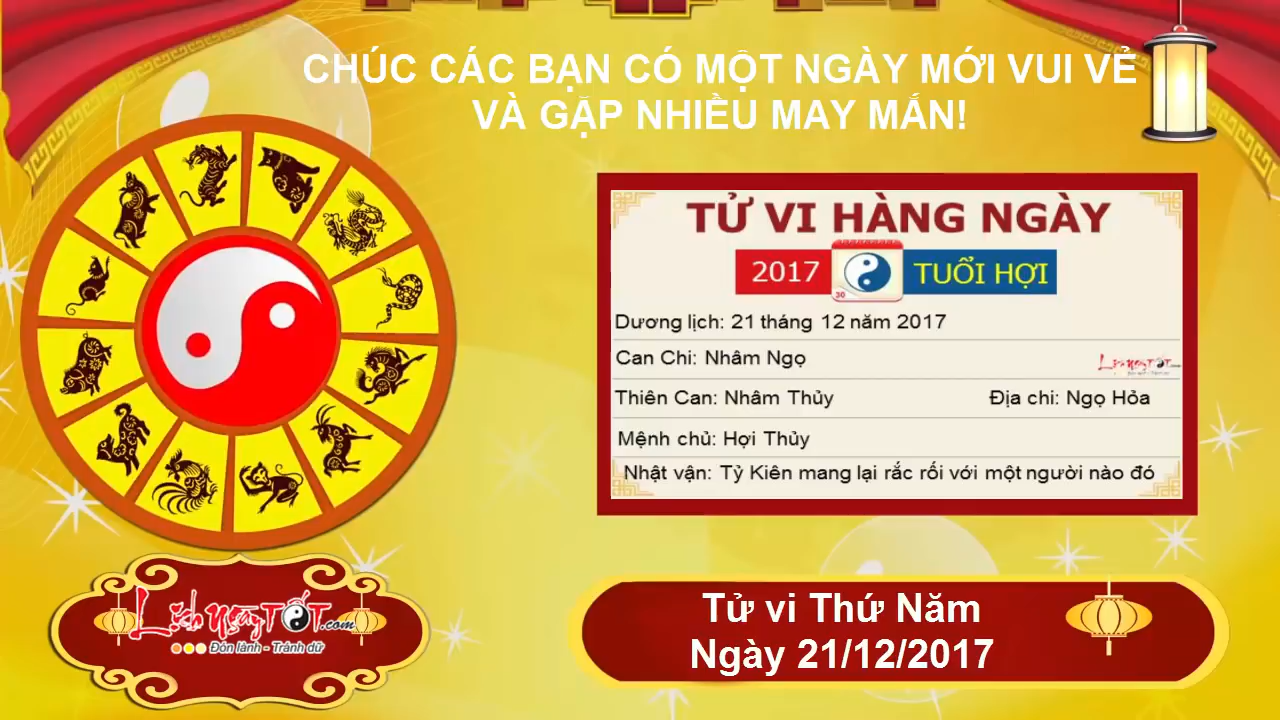 CHÚC CÁC BẠN CÓ MỘT NGÀY MỚI VUI VẺ
VÀ GẶP NHIỀU MAY MẮN!
TỬ VI HÀNG NGÀY
2017
30
TUỔI HỢI
Dương lịch: 21 tháng 12 năm 2017
Can Chi: Nhâm Ngọ
Thiên Can: Nhâm Thủy
Địa chi: Ngọ Hỏa
Mệnh chủ: Hợi Thủy
Nhật vận: Tỷ Kiên mang lại rắc rối với một người nào đó
Lịch NgàyTỐT.com
Đón lành - Tránh dữ
Tử vi Thứ Năm
Ngày 21/12/2017